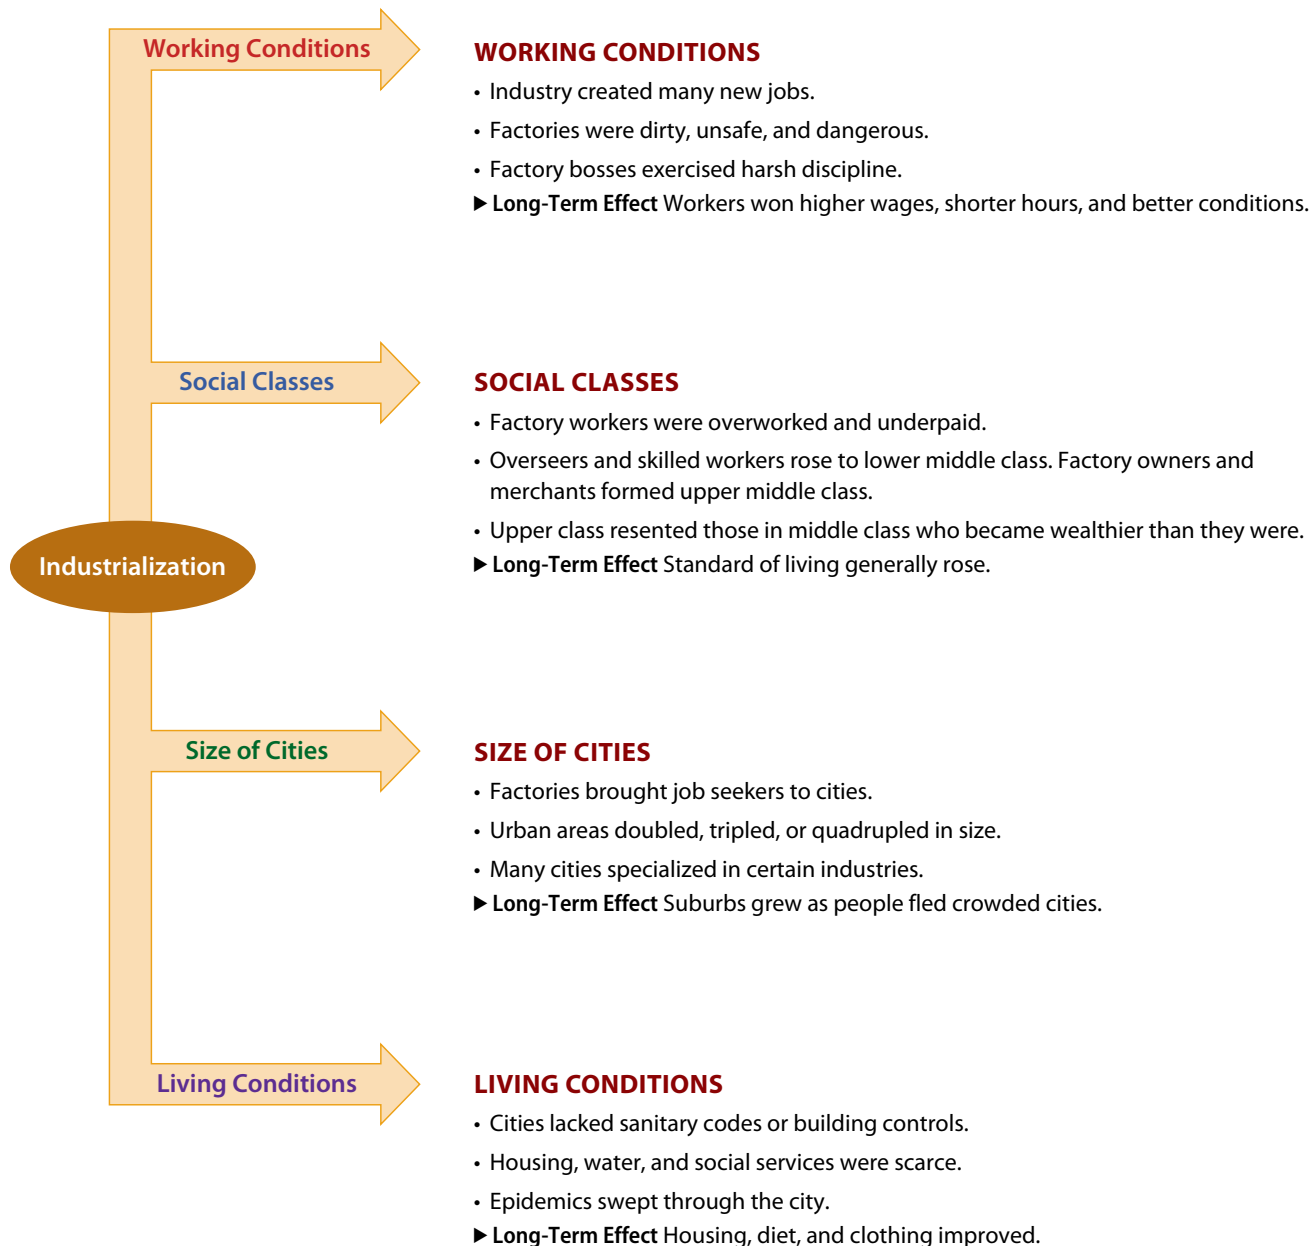 Working Conditions
WORKING CONDITIONS
• Industry created many new jobs.
• Factories were dirty, unsafe, and dangerous.
• Factory bosses exercised harsh discipline.
▶ Long-Term Effect Workers won higher wages, shorter hours, and better conditions.
Social Classes
SOCIAL CLASSES
• Factory workers were overworked and underpaid.
• Overseers and skilled workers rose to lower middle class. Factory owners and
merchants formed upper middle class.
• Upper class resented those in middle class who became wealthier than they were.
▶ Long-Term Effect Standard of living generally rose.
Industrialization
Size of Cities
SIZE OF CITIES
• Factories brought job seekers to cities.
• Urban areas doubled, tripled, or quadrupled in size.
• Many cities specialized in certain industries.
▶ Long-Term Effect Suburbs grew as people fled crowded cities.
Living Conditions
LIVING CONDITIONS
• Cities lacked sanitary codes or building controls.
• Housing, water, and social services were scarce.
• Epidemics swept through the city.
▶ Long-Term Effect Housing, diet, and clothing improved.